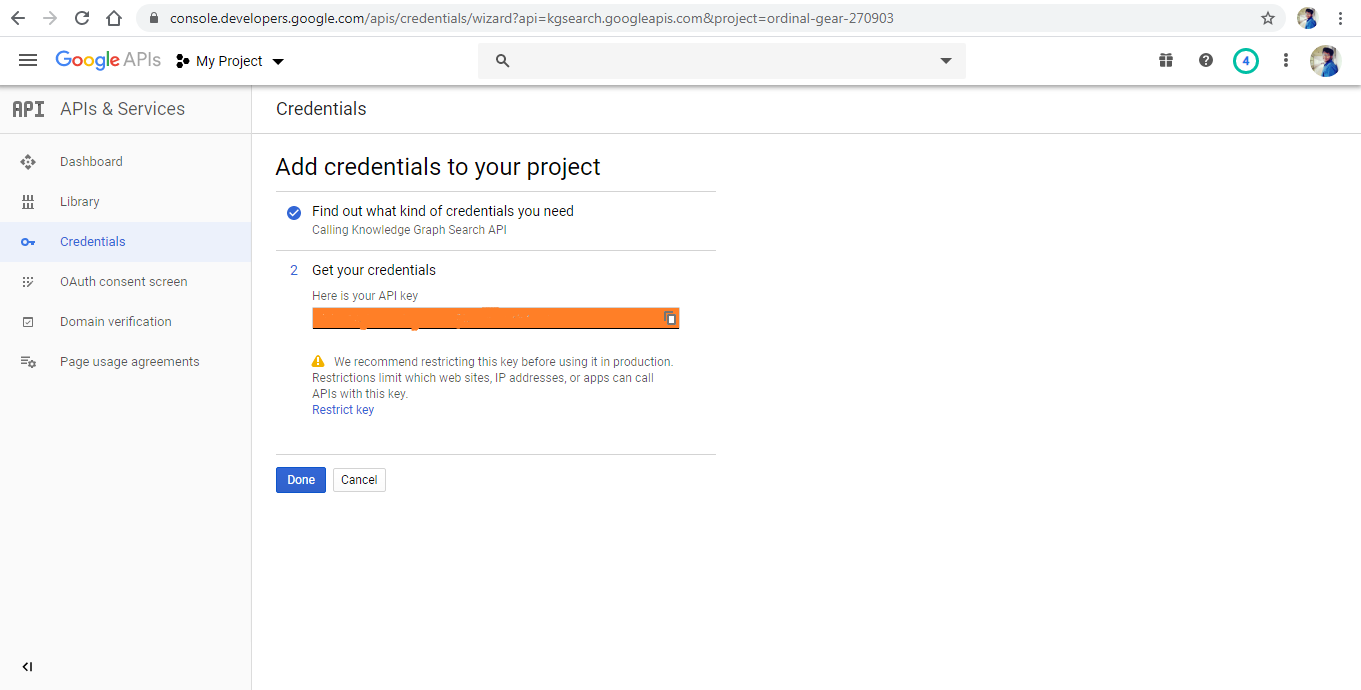 console.developers.google.com/apis/credentials/wizard?api=kgsearch.googleapis.com&project=ordinal-gear-270903
Google APIs
My Project
4
API APIs & Services
Credentials
Dashboard
Library
Credentials
OAuth consent screen
Domain verification
Page usage agreements
Add credentials to your project
Find out what kind of credentials you need
Calling Knowledge Graph Search API
2 Get your credentials
Here is your API key
We recommend restricting this key before using it in production.
Restrictions limit which web sites, IP addresses, or apps can call
APIs with this key.
Restrict key
Done
Cancel